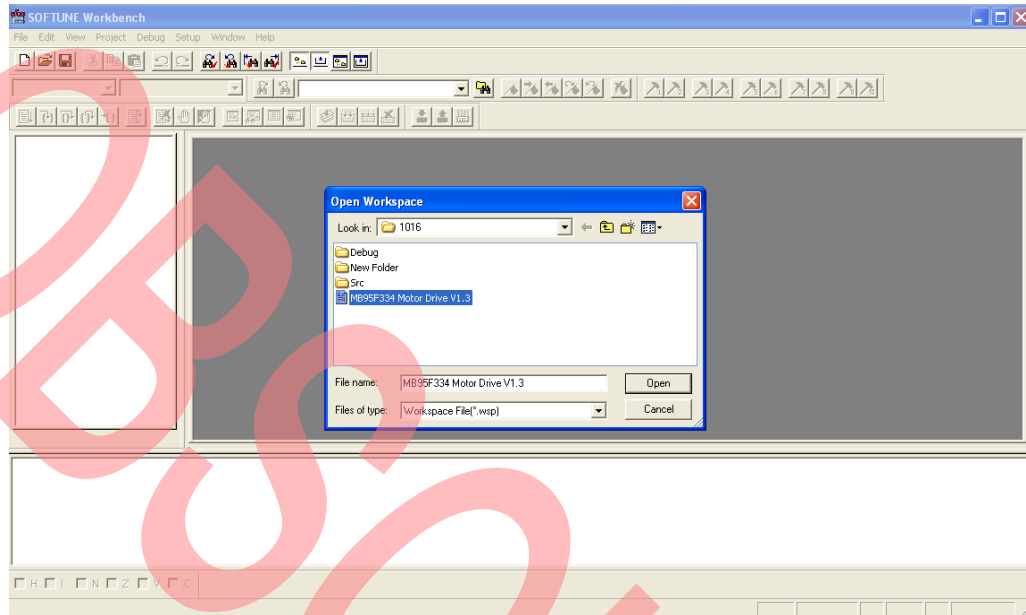 SOFTUNE Workbench
File Edit View Project Debug Setup Window Help
Open Workspace
Look in: 1016
Debug
New Folder
Src
MB95F334 Motor Drive V1.3
File name: MB95F334 Motor Drive V1.3 Open
Files of type: Workspace File(*.wsp) Cancel
H I N Z V C